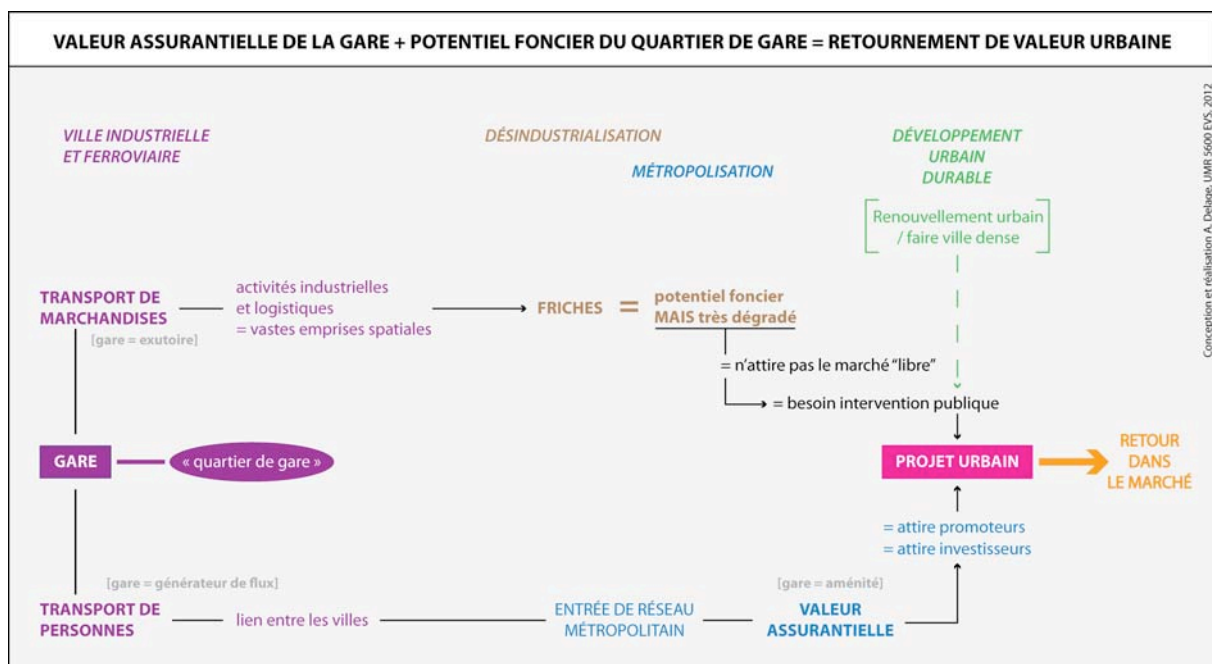 VALEUR ASSURANTIELLE DE LA GARE + POTENTIEL FONCIER DU QUARTIER DE GARE = RETOURNEMENT DE VALEUR URBAINE
VILLE INDUSTRIELLE
ET FERROVIAIRE
DÉSINDUSTRIALISATION
MÉTROPOLISATION
DÉVELOPPEMENT
URBAIN
DURABLE
Renouvellement urbain
/ faire ville dense
TRANSPORT DE
MARCHANDISES
[gare = exutoire]
activités industrielles
et logistiques
= vastes emprises spatiales
FRICHES
=
potentiel foncier
MAIS très dégradé
= n'attire pas le marché "libre"
= besoin intervention publique
GARE
« quartier de gare »
PROJET URBAIN
RETOUR
DANS
LE MARCHÉ
= attire promoteurs
= attire investisseurs
[gare = générateur de flux]
TRANSPORT DE
PERSONNES
lien entre les villes
ENTRÉE DE RÉSEAU
MÉTROPOLITAIN
[gare = aménité]
VALEUR
ASSURANTIELLE
Conception et réalisation A. Delage, UMR 5600 EVS, 2012